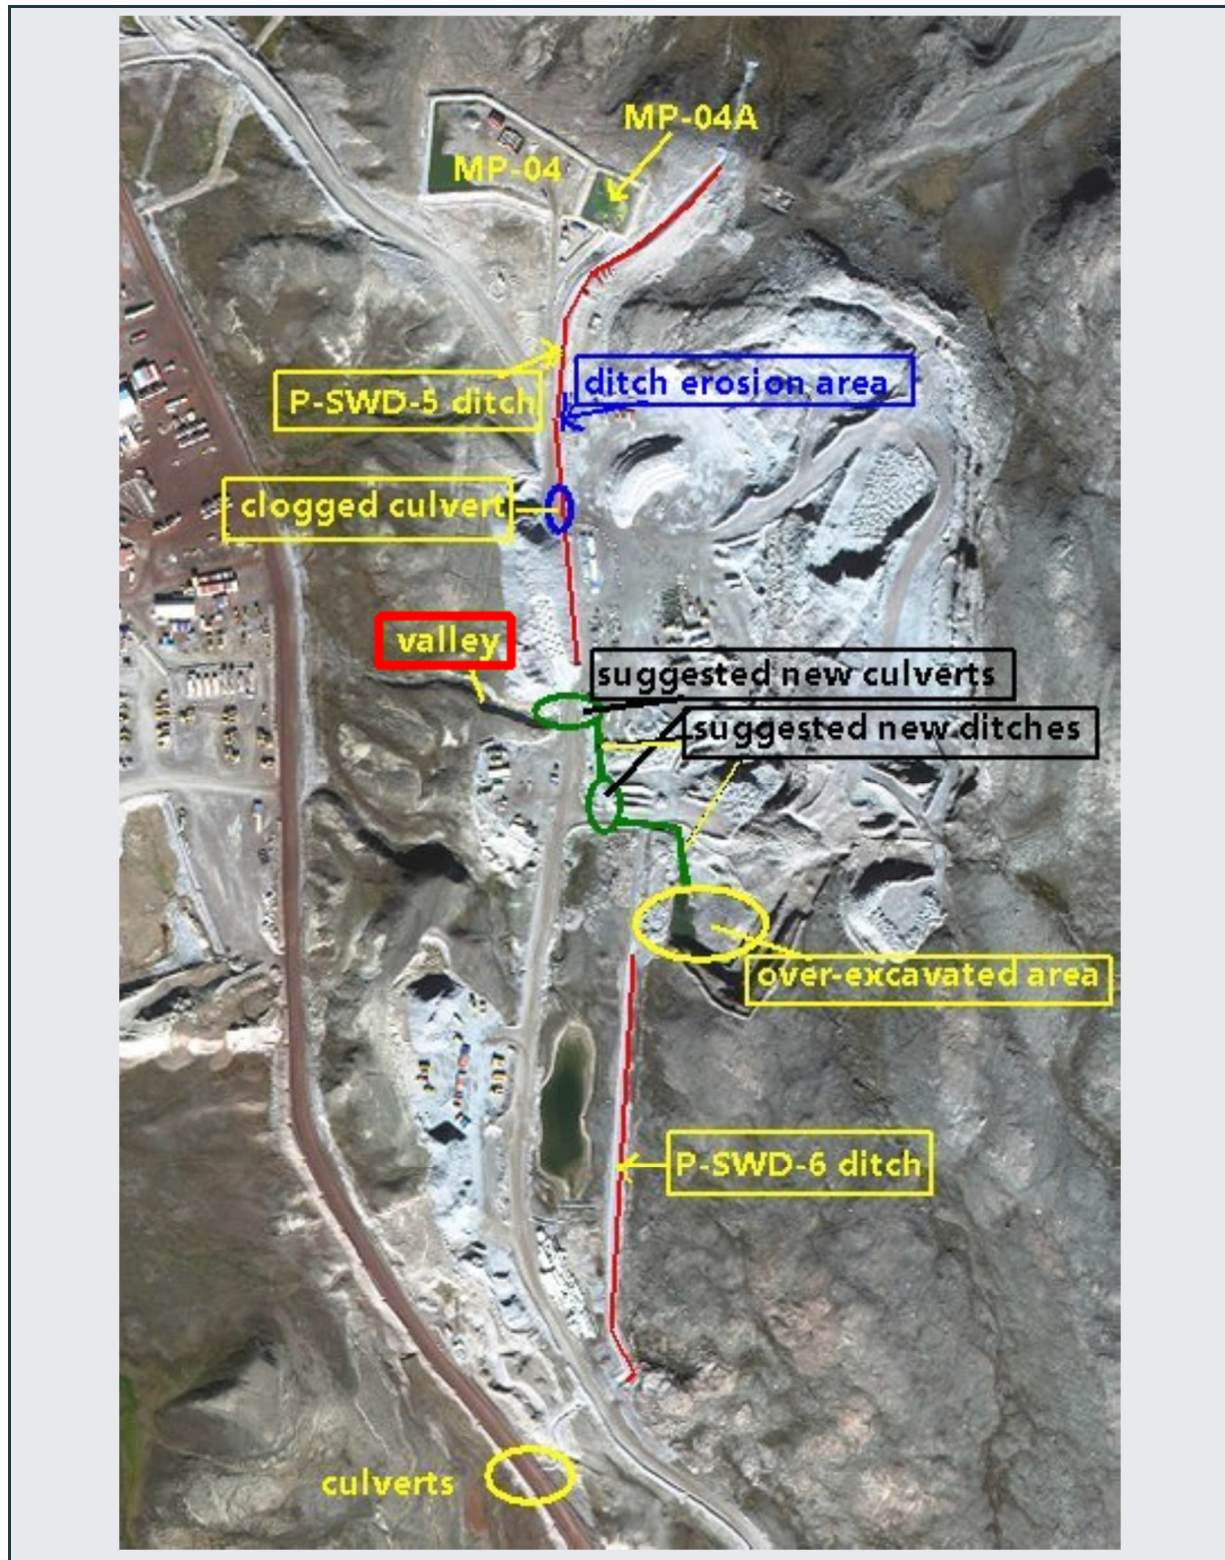 MP-04A
MP-04
ditch erosion area
P-SWD-5 ditch
clogged culvert
valley
suggested new culverts
suggested new ditches
over-excavated area
P-SWD-6 ditch
culverts